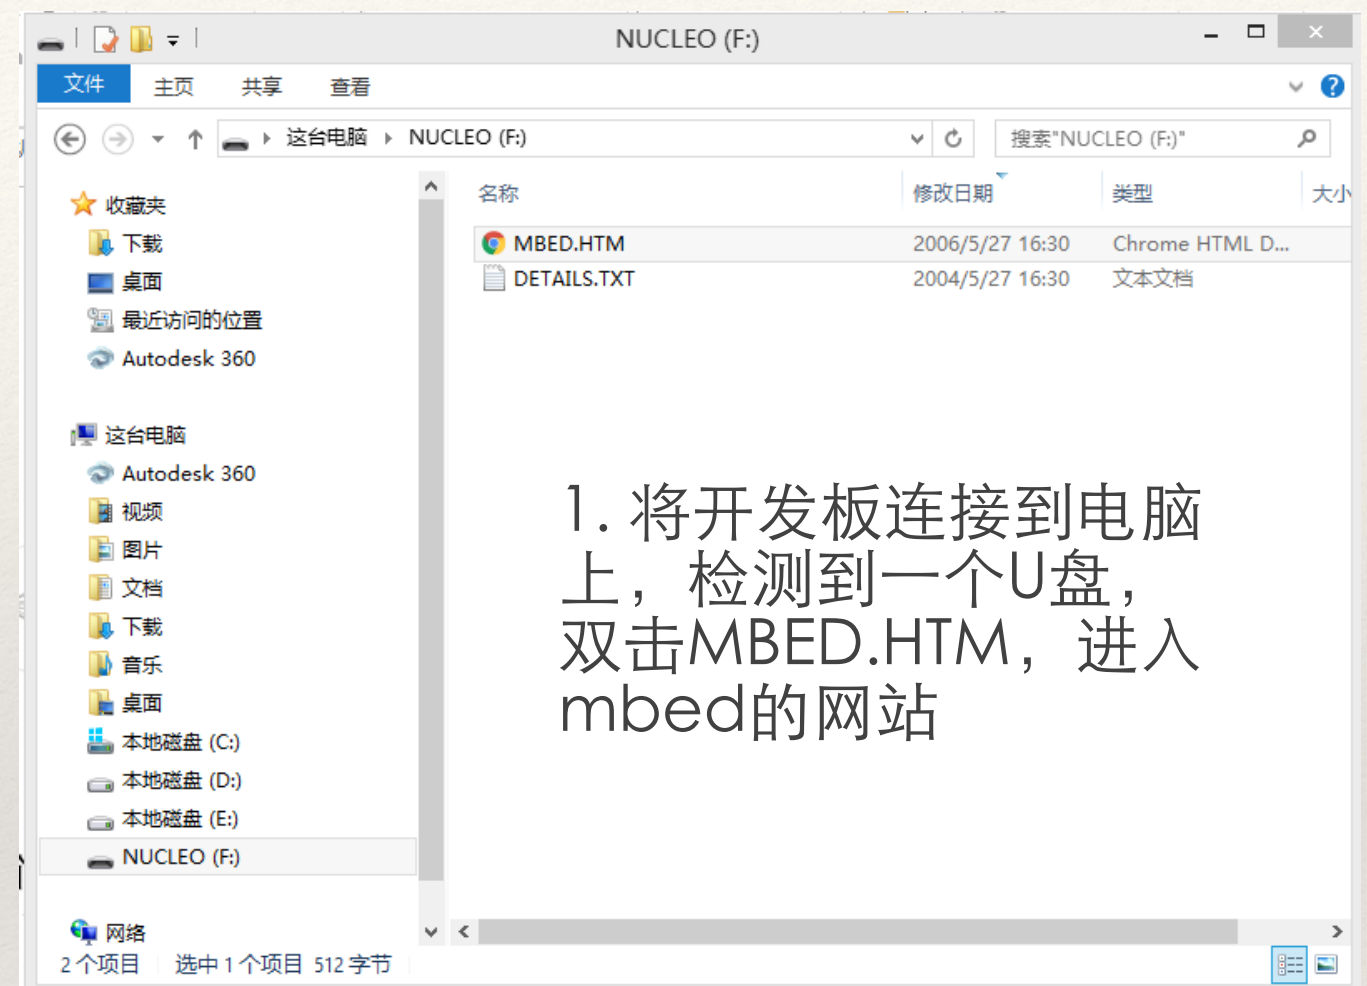 NUCLEO (F:)
文件 主页 共享 查看
这台电脑 NUCLEO (F:) 搜索"NUCLEO (F:)"
名称 修改日期 类型 大小
MBED.HTM 2006/5/27 16:30 Chrome HTML D...
DETAILS.TXT 2004/5/27 16:30 文本文档
收藏夹
下载
桌面
最近访问的位置
Autodesk 360
这台电脑
Autodesk 360
视频
图片
文档
下载
音乐
桌面
本地磁盘 (C:)
本地磁盘 (D:)
本地磁盘 (E:)
NUCLEO (F:)
网络
1. 将开发板连接到电脑
上，检测到一个U盘，
双击MBED.HTM，进入
mbed的网站
2 个项目 选中 1 个项目 512 字节